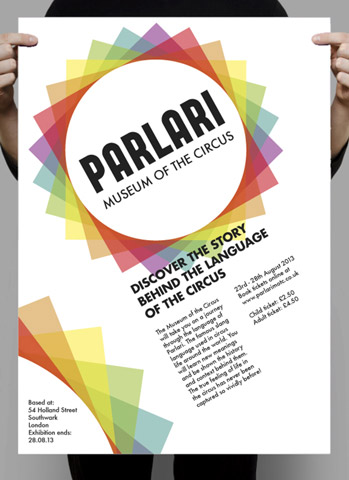 PARLARI
MUSEUM OF THE CIRCUS
DISCOVER THE STORY
BEHIND THE LANGUAGE
OF THE CIRCUS
The Museum of the Circus
will take you on a journey
through the language of
Parlari. The famous slang
language used in circus
life around the world. You
will learn new meanings
and be shown the history
and context behind them.
The true feeling of life in
the circus has never been
captured so vividly before!
23rd - 28th August 2013
Book tickets online at
www.parlarimotc.co.uk
Child ticket: £2.50
Adult ticket: £4.50
Based at:
54 Holland Street
Southwark
London
Exhibition ends:
28.08.13